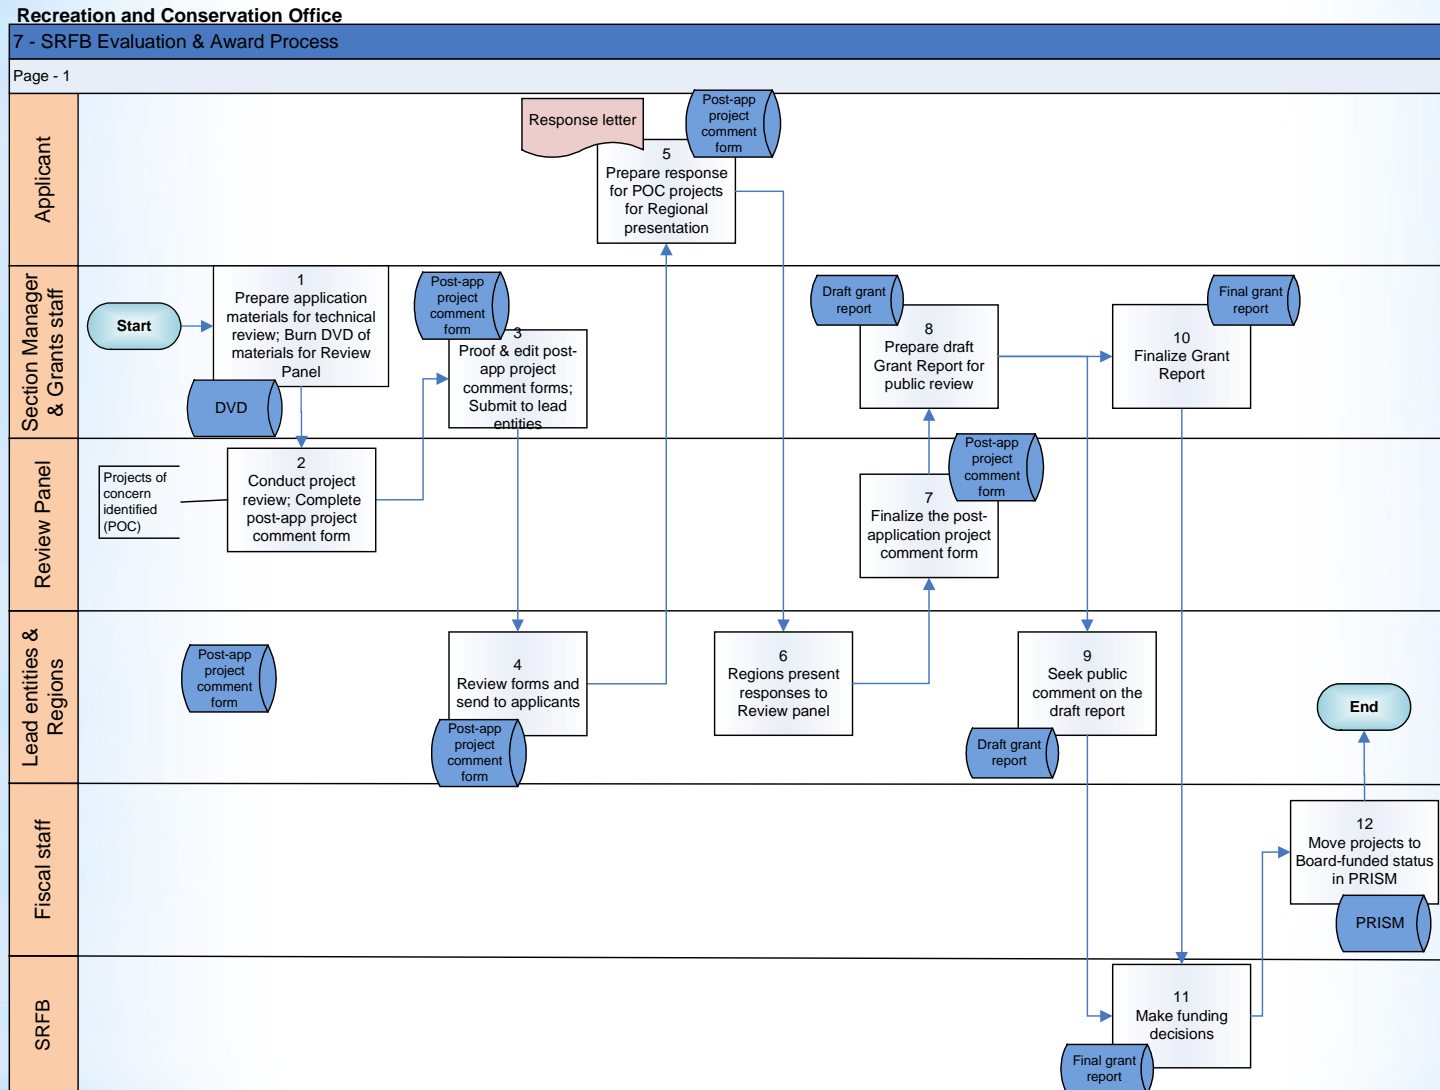 Recreation and Conservation Office
7 - SRFB Evaluation & Award Process
Page - 1
Applicant
Response letter
Post-app
project
comment
form
5
Prepare response
for POC projects
for Regional
presentation
Section Manager
& Grants staff
Start
1
Prepare application
materials for technical
review; Burn DVD of
materials for Review
Panel
DVD
Post-app
project
comment
form
3
Proof & edit post-
app project
comment forms;
Submit to lead
entities
Draft grant
report
8
Prepare draft
Grant Report for
public review
Final grant
report
10
Finalize Grant
Report
Review Panel
Projects of
concern
identified
(POC)
2
Conduct project
review; Complete
post-app project
comment form
Post-app
project
comment
form
7
Finalize the post-
application project
comment form
Lead entities &
Regions
Post-app
project
comment
form
4
Review forms and
send to applicants
Post-app
project
comment
form
6
Regions present
responses to
Review panel
9
Seek public
comment on the
draft report
Draft grant
report
End
Fiscal staff
12
Move projects to
Board-funded status
in PRISM
PRISM
SRFB
11
Make funding
decisions
Final grant
report